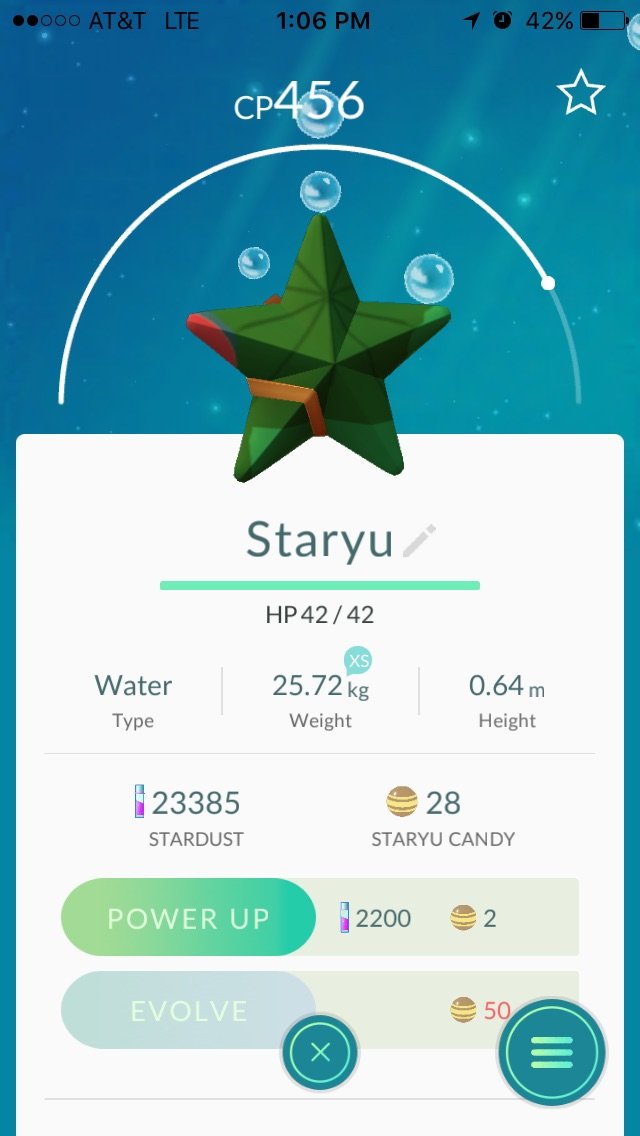 AT&T LTE 1:06 PM 42%
CP456
Staryu
HP 42 / 42
XS
Water 25.72 kg 0.64 m
Type Weight Height
23385 28
STARDUST STARYU CANDY
POWER UP 2200 2
EVOLVE 50